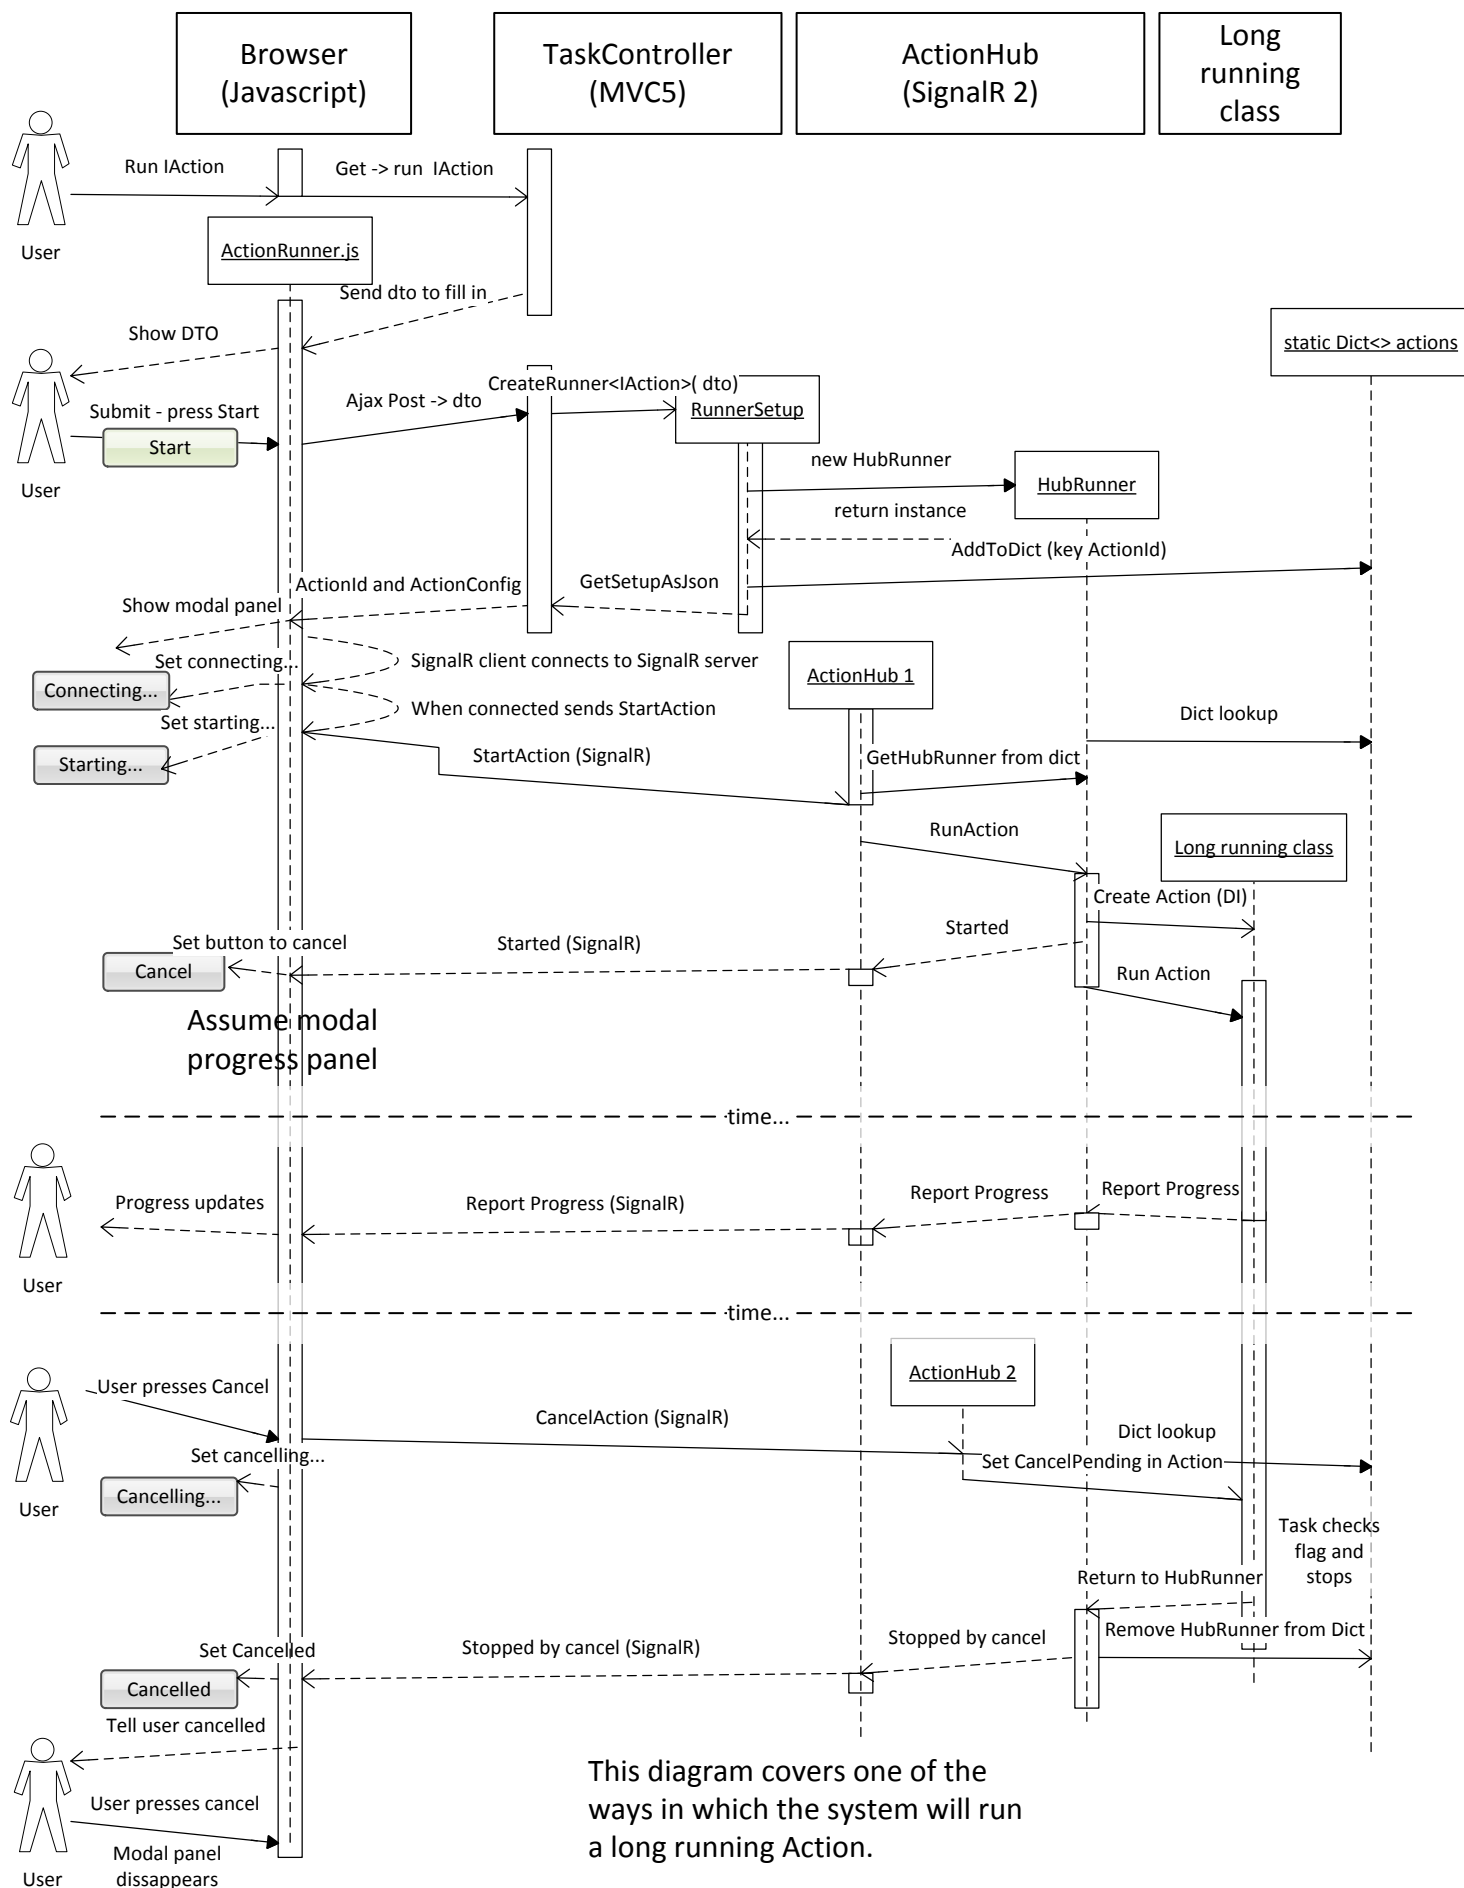 Browser
(Javascript)
TaskController
(MVC5)
ActionHub
(SignalR 2)
Long
running
class
Run IAction
Get -> run  IAction
User
ActionRunner.js
Send dto to fill in
Show DTO
static Dict<> actions
CreateRunner<IAction>( dto)
Submit - press Start
Ajax Post -> dto
RunnerSetup
Start
User
new HubRunner
HubRunner
return instance
AddToDict (key ActionId)
ActionId and ActionConfig
GetSetupAsJson
Show modal panel
Set connecting...
SignalR client connects to SignalR server
ActionHub 1
Connecting...
When connected sends StartAction
Set starting...
Dict lookup
Starting...
StartAction (SignalR)
GetHubRunner from dict
RunAction
Long running class
Create Action (DI)
Set button to cancel
Started (SignalR)
Started
Cancel
Run Action
Assume modal
progress panel
time...
Progress updates
Report Progress (SignalR)
Report Progress
Report Progress
User
time...
ActionHub 2
User presses Cancel
CancelAction (SignalR)
Dict lookup
Set cancelling...
Set CancelPending in Action
Cancelling...
User
Task checks
flag and
stops
Return to HubRunner
Set Cancelled
Stopped by cancel (SignalR)
Stopped by cancel
Remove HubRunner from Dict
Cancelled
Tell user cancelled
User presses cancel
Modal panel
dissappears
User
This diagram covers one of the
ways in which the system will run
a long running Action.